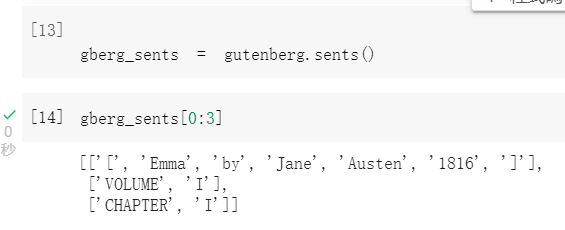 [13]
gberg_sents = gutenberg.sents()
[14] gberg_sents[0:3]
0
秒
[['[', 'Emma', 'by', 'Jane', 'Austen', '1816', ']'],
['VOLUME', 'I'],
['CHAPTER', 'I']]